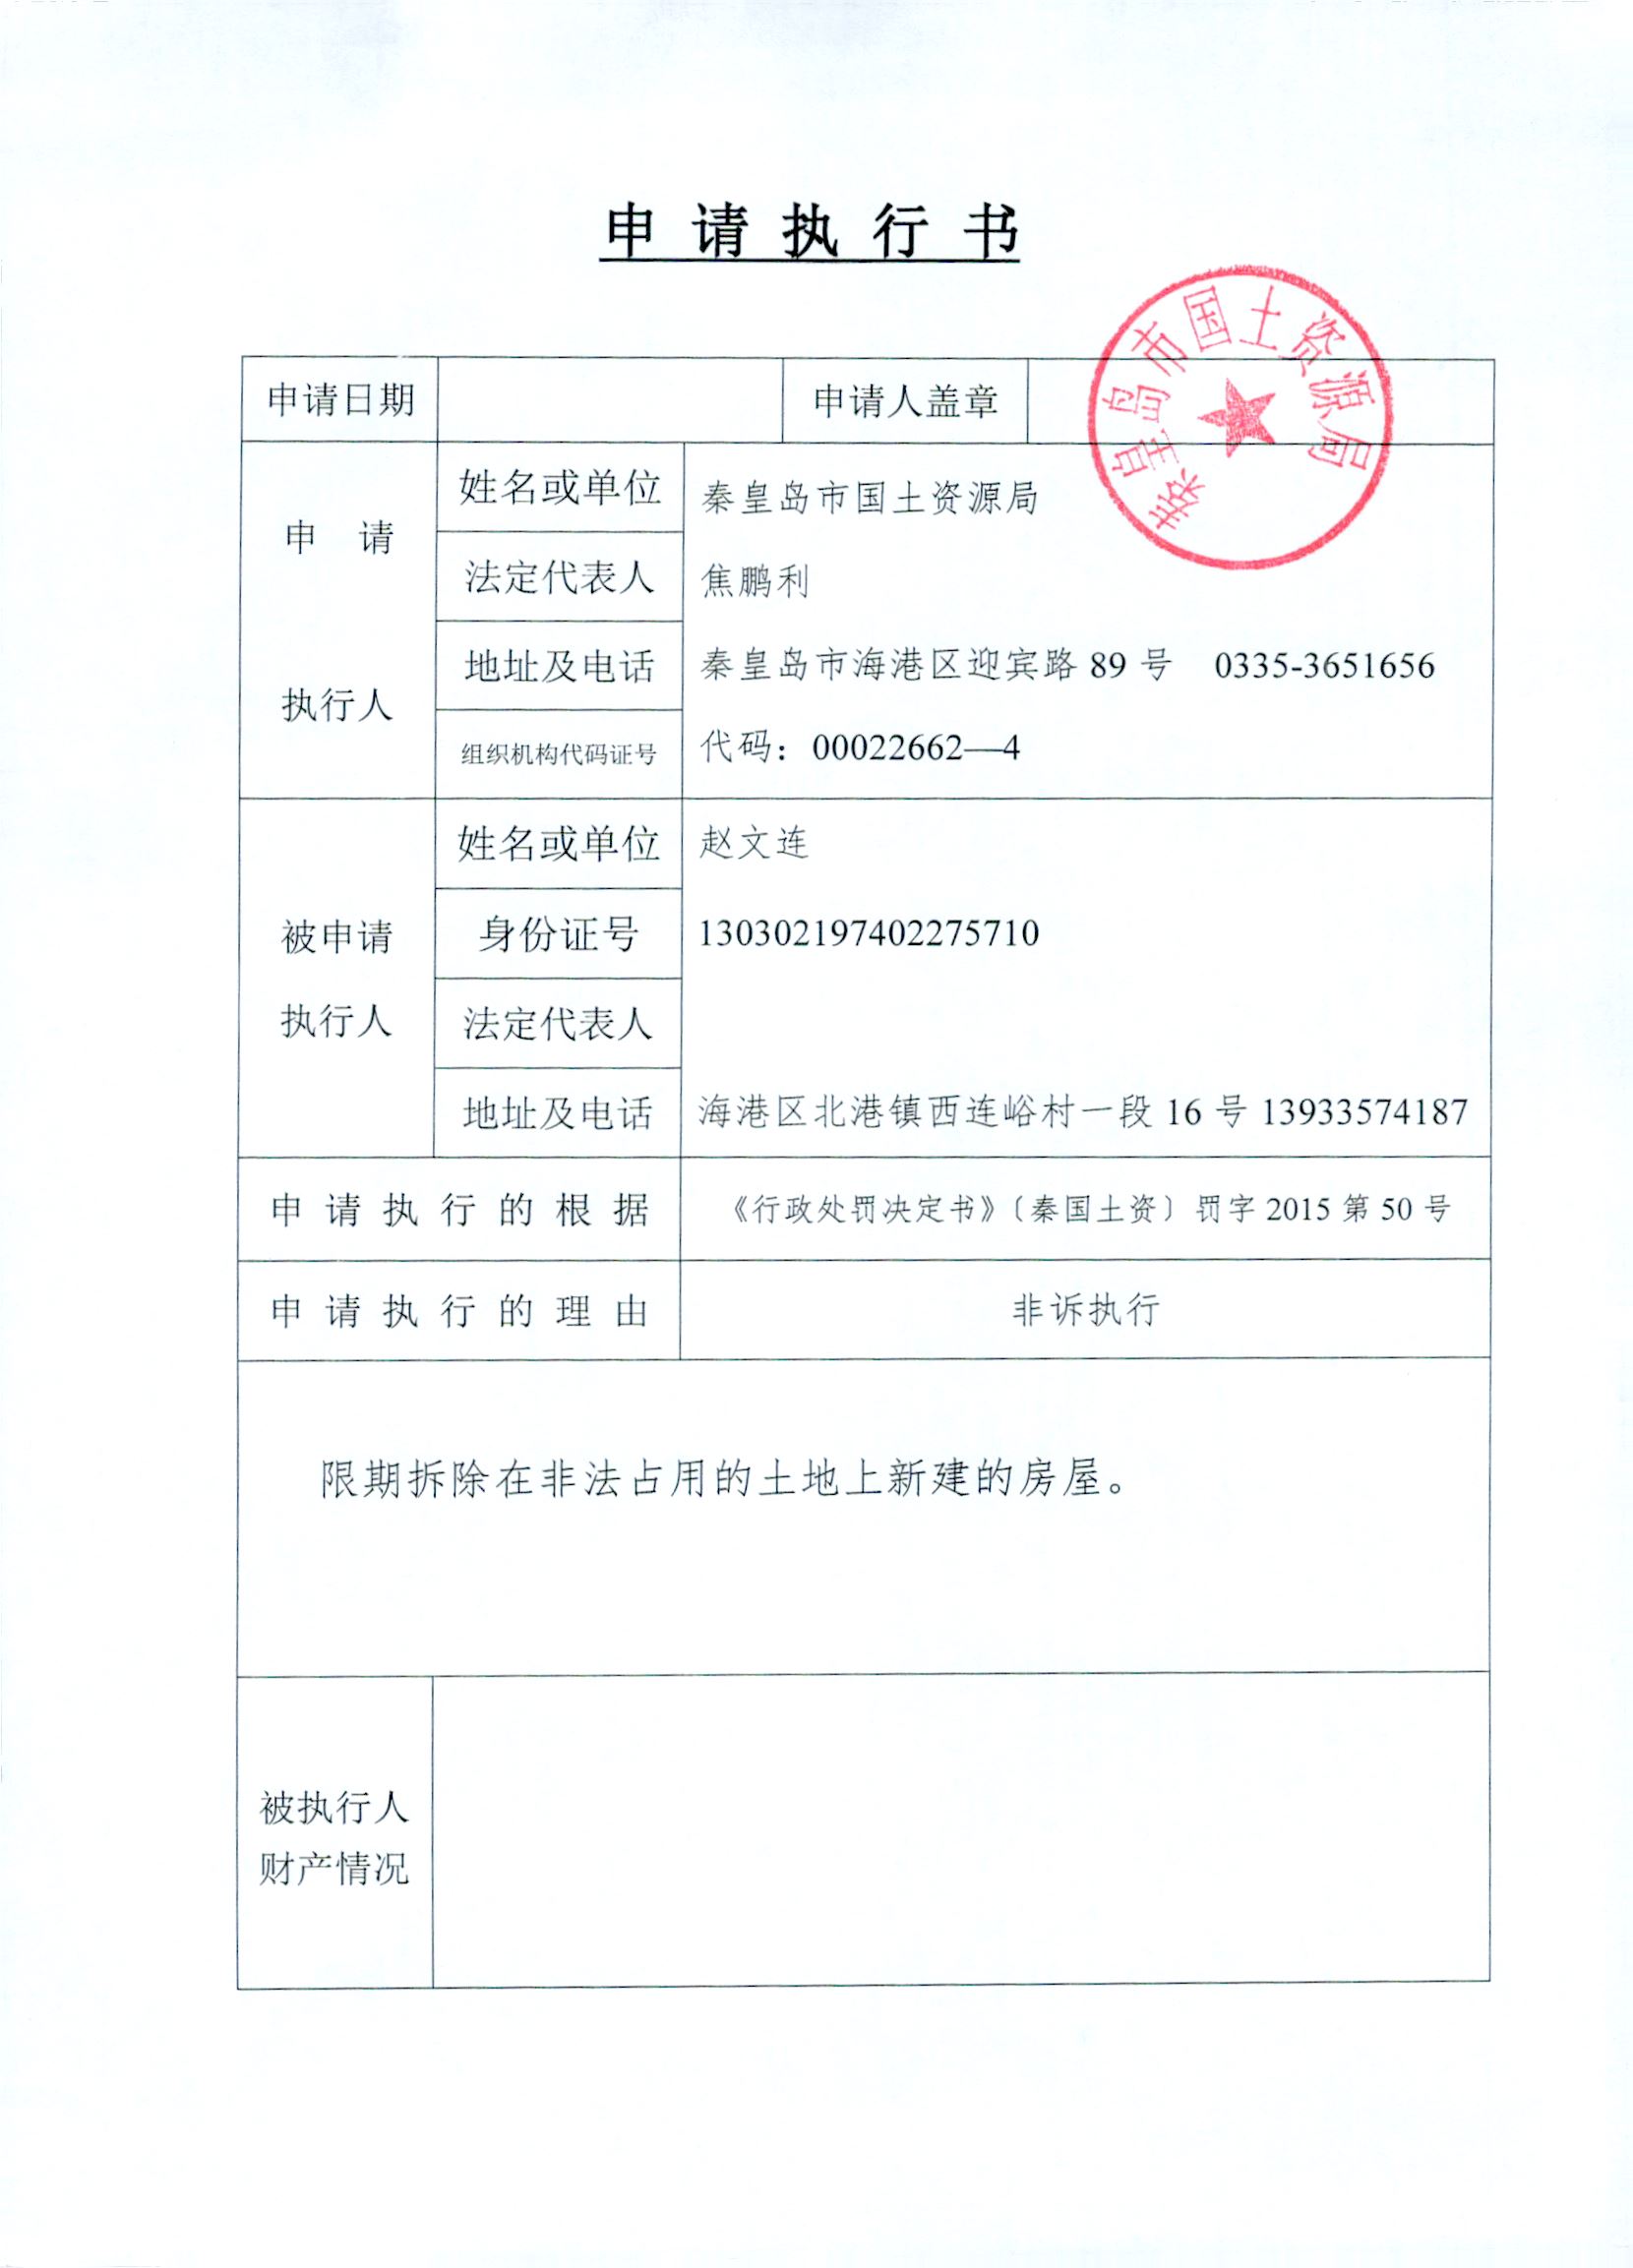 申请执行书
申请日期 申请人盖章
秦皇岛市国土资源局
申 请
执行人
姓名或单位 秦皇岛市国土资源局
法定代表人 焦鹏利
地址及电话 秦皇岛市海港区迎宾路 89 号 0335-3651656
组织机构代码证号 代码：00022662—4
被申请
执行人
姓名或单位 赵文连
身份证号 130302197402275710
法定代表人
地址及电话 海港区北港镇西连峪村一段 16 号 13933574187
申请执行的根据 《行政处罚决定书》〔秦国土资〕罚字 2015 第 50 号
申请执行的理由 非诉执行
限期拆除在非法占用的土地上新建的房屋。
被执行人
财产情况